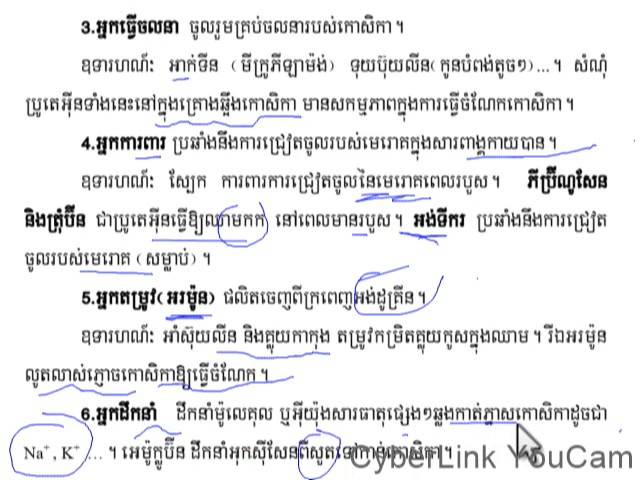 3.អ្នកធ្វើចលនា ចូលរួមគ្រប់ចលនារបស់កោសិកា ។
ឧទាហរណ៍ៈ អាក់ទីន (មីក្រូភីឡាម៉ង់) ទុយប៊ុយលីន(កូនបំពង់តូចៗ)... ។ សំណុំ
ប្រូតេអ៊ីនទាំងនេះនៅក្នុងគ្រោងឆ្អឹងកោសិកា មានសកម្មភាពក្នុងការធ្វើចំណែកកោសិកា ។
4.អ្នកការពារ ប្រឆាំងនឹងការជ្រៀតចូលរបស់មេរោគក្នុងសារពាង្គកាយបាន ។
ឧទាហរណ៍ៈ ស្បែក ការពារការជ្រៀតចូលនៃមេរោគពេលរបួស ។ ភីប្រ៊ីណូសែន
និងត្រុំប៊ីន ជាប្រូតេអ៊ីនធ្វើឱ្យឈាមកក នៅពេលមានរបួស ។ អង់ទីករ ប្រឆាំងនឹងការជ្រៀត
ចូលរបស់មេរោគ (សម្លាប់) ។
5.អ្នកតម្រូវ(អរម៉ូន) ផលិតចេញពីក្រពេញអង់ដូគ្រីន ។
ឧទាហរណ៍ៈ អាំស៊ុយលីន និងគ្លុយកាកុង តម្រូវកម្រិតគ្លុយកូសក្នុងឈាម ។ រីឯអរម៉ូន
លូតលាស់ភ្ញោចកោសិកាឱ្យធ្វើចំណែក ។
6.អ្នកដឹកនាំ ដឹកនាំម៉ូលេគុល ឬអ៊ីយ៉ុងសារធាតុផ្សេងៗឆ្លងកាត់ភ្នាសកោសិកាដូចជា
Na⁺, K⁺ ... ។ អេម៉ូក្លូប៊ីន ដឹកនាំអុកស៊ីសែនពីសួតទៅកាន់កោសិកា ។
CyberLink YouCam